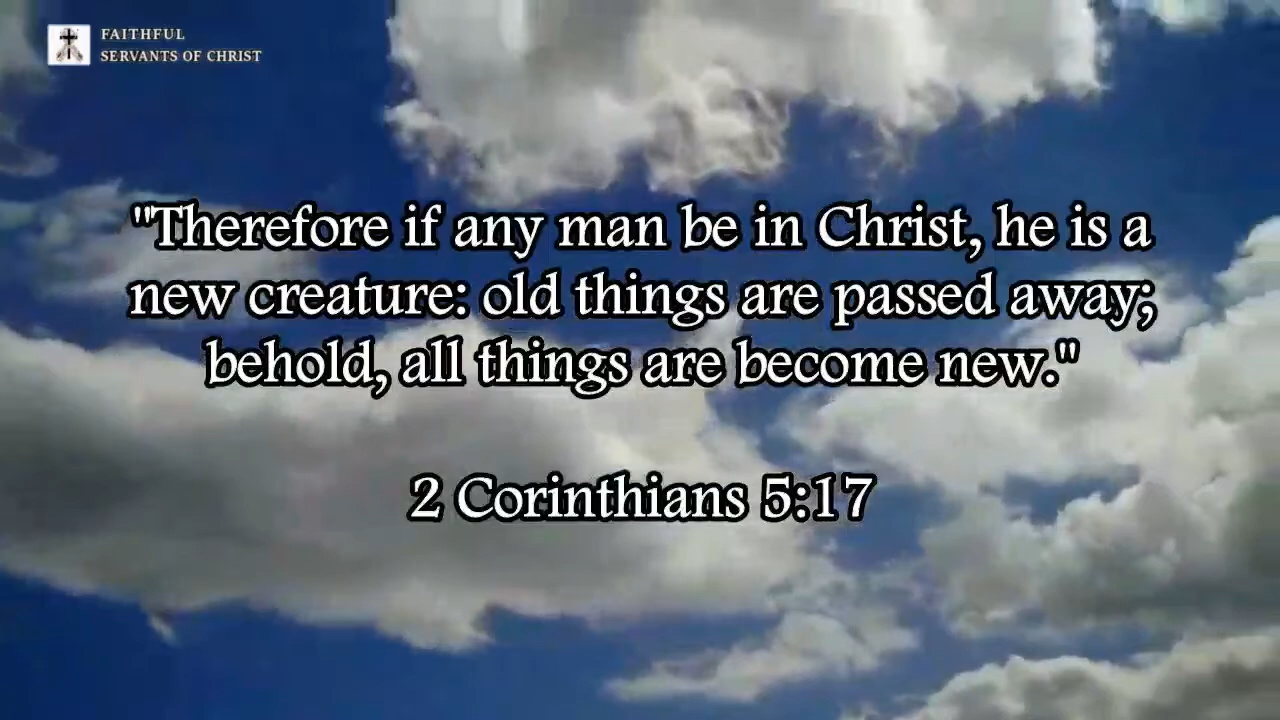 FAITHFUL
SERVANTS OF CHRIST
"Therefore if any man be in Christ, he is a
new creature: old things are passed away;
behold, all things are become new."
2 Corinthians 5:17